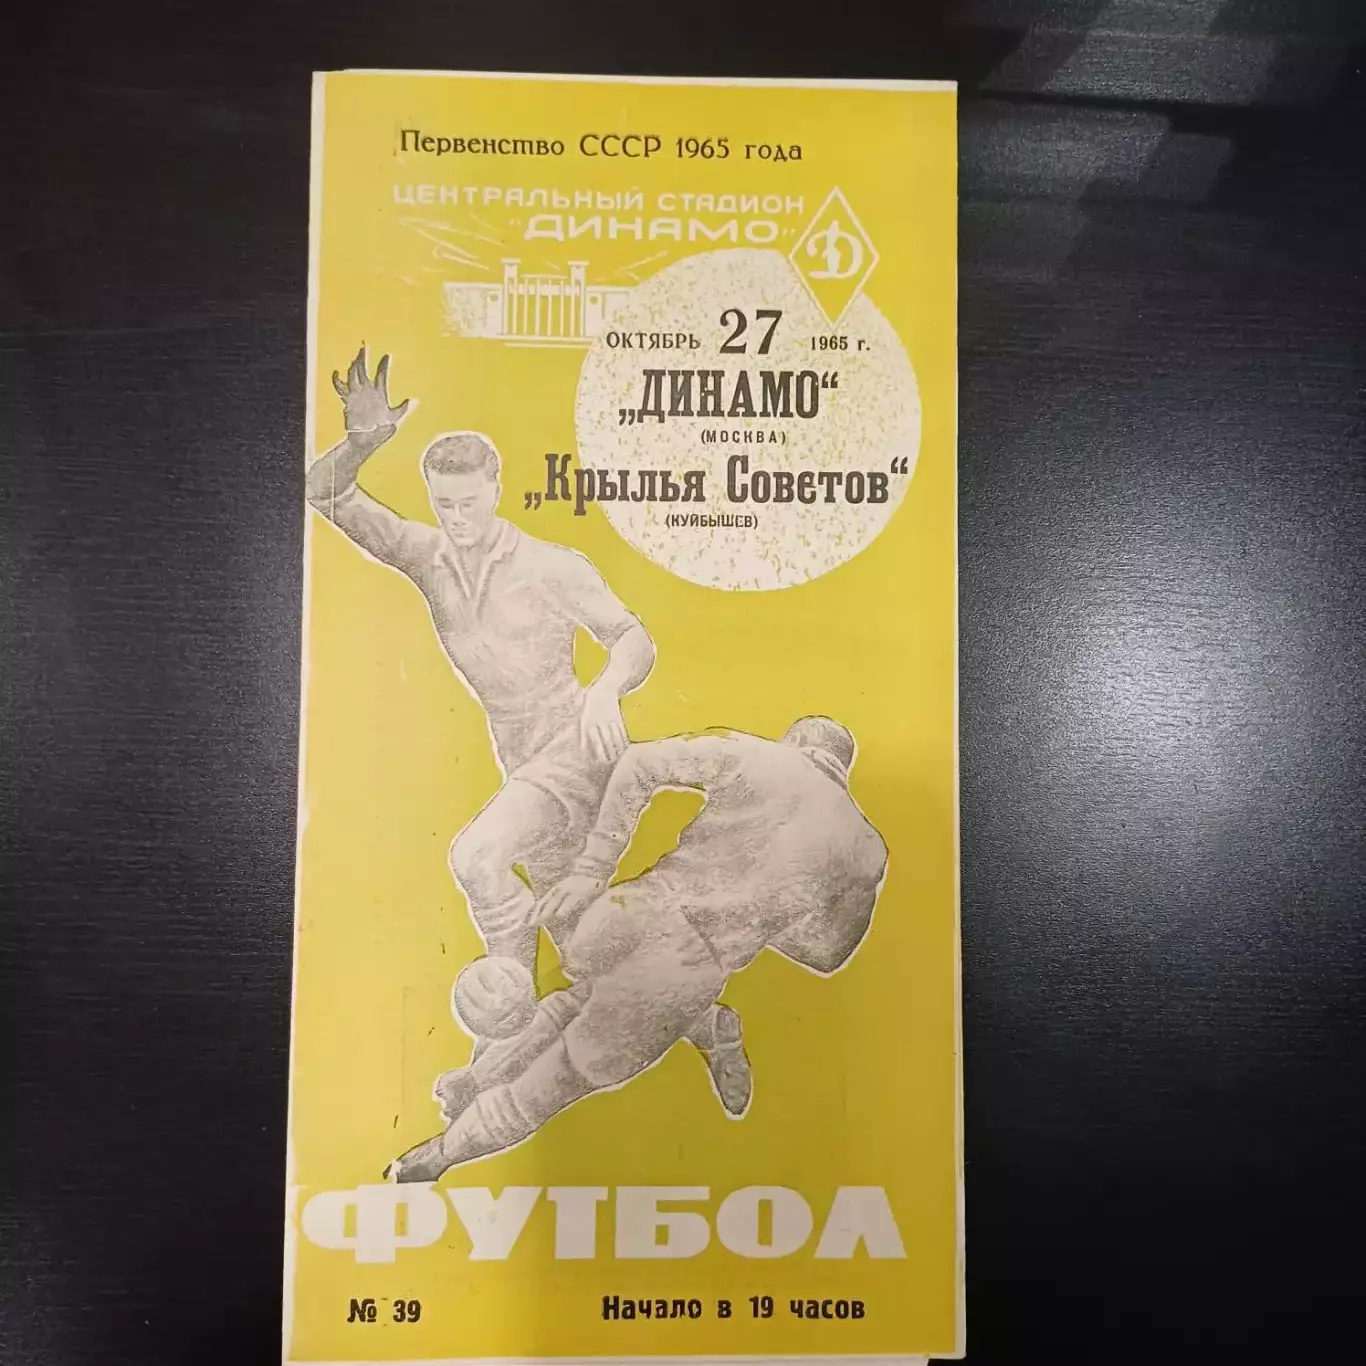 Первенство СССР 1965 года
ЦЕНТРАЛЬНЫЙ СТАДИОН
"ДИНАМО"
Д
ОКТЯБРЬ 27 1965 г.
„ДИНАМО“
(МОСКВА)
„Крылья Советов“
(КУЙБЫШЕВ)
ФУТБОЛ
№ 39 Начало в 19 часов